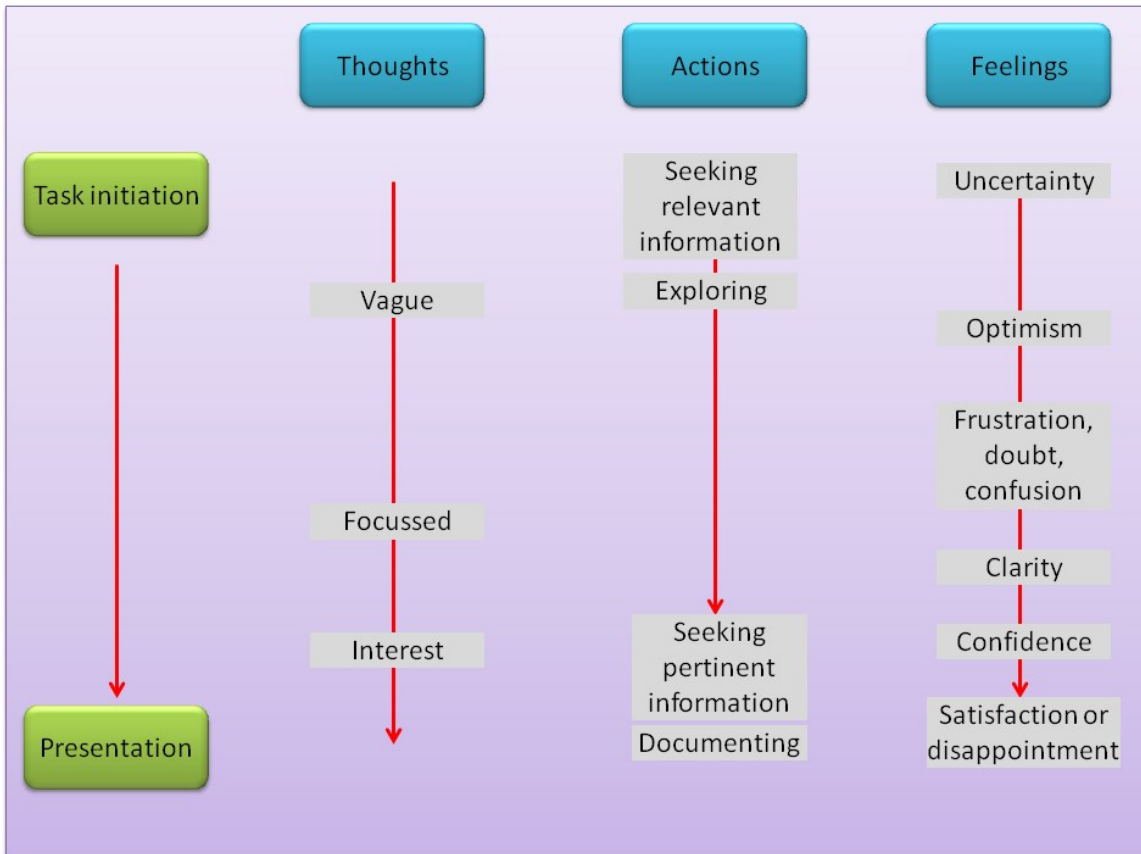 Thoughts
Actions
Feelings
Task initiation
Presentation
Vague
Focussed
Interest
Seeking
relevant
information
Exploring
Seeking
pertinent
information
Documenting
Uncertainty
Optimism
Frustration,
doubt,
confusion
Clarity
Confidence
Satisfaction or
disappointment